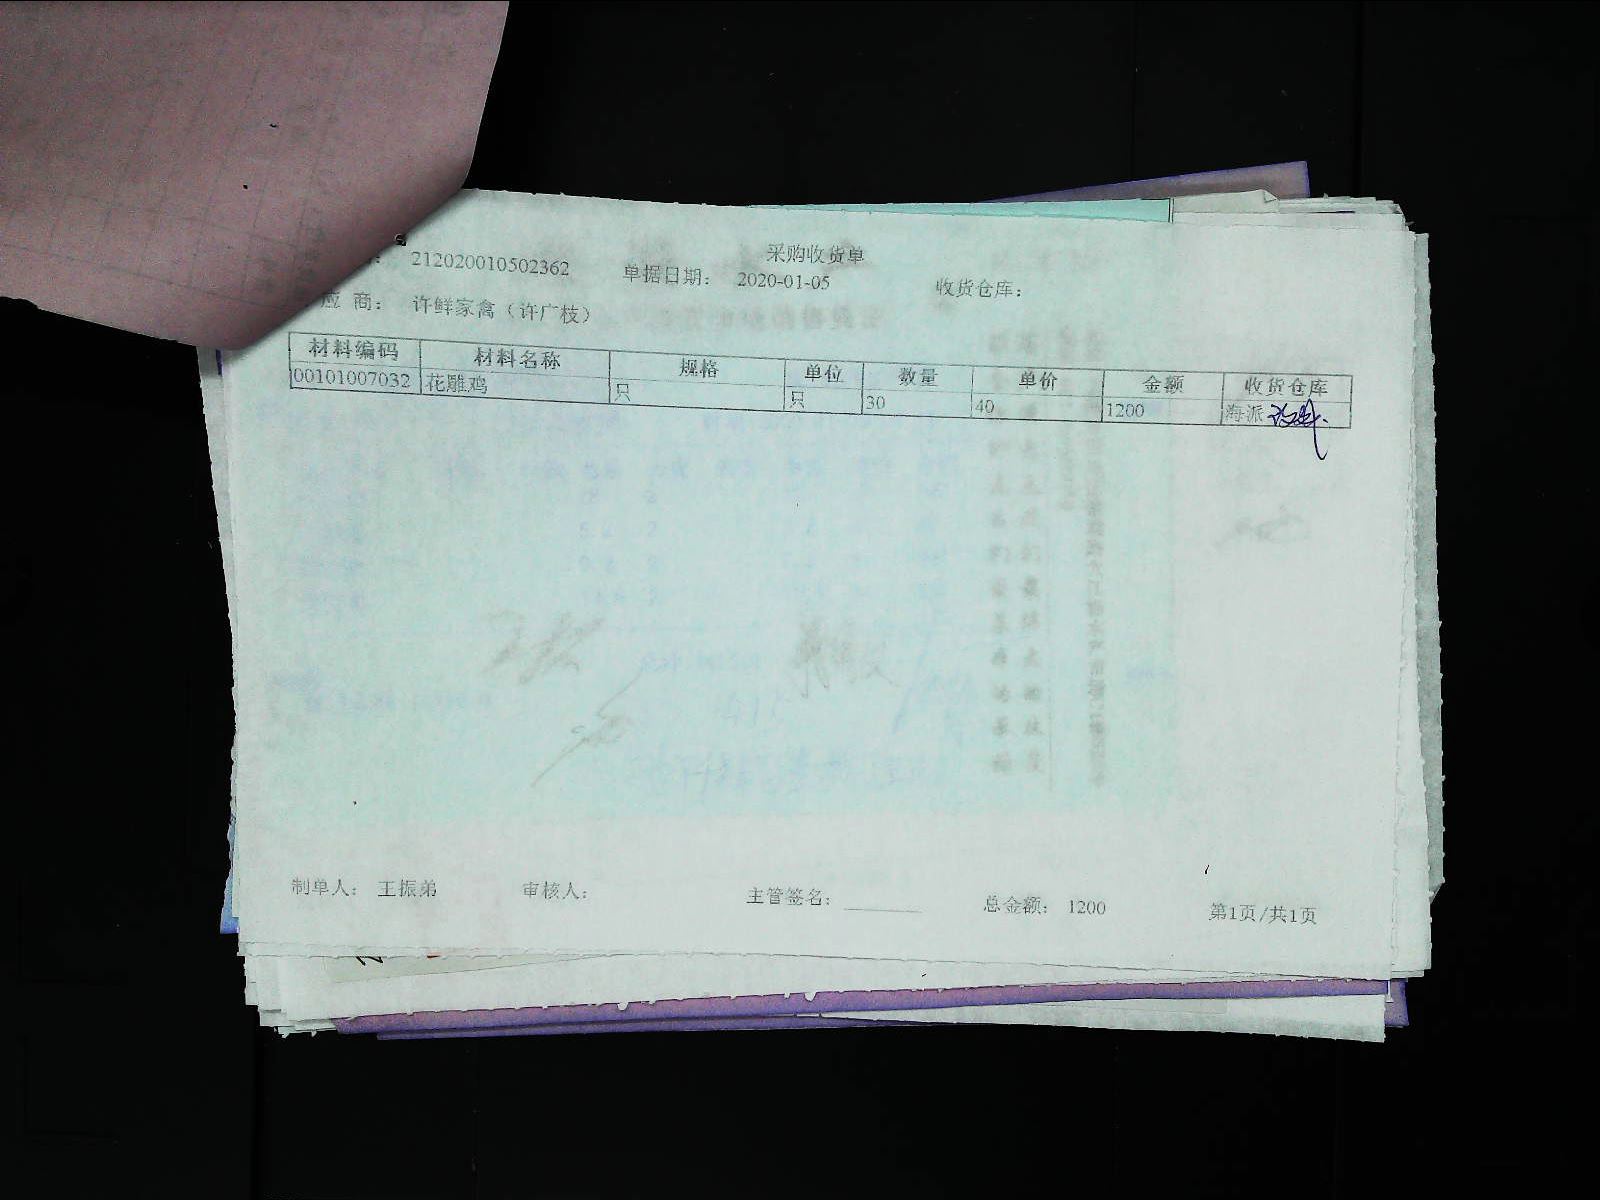 采购收货单
212020010502362 单据日期： 2020-01-05 收货仓库：
应 商： 许鲜家禽（许广枝）
材料编码 材料名称 规格 单位 数量 单价 金额 收货仓库
00101007032 花雕鸡 只 只 30 40 1200 海派
制单人： 王振弟 审核人： 主管签名： 总金额： 1200 第1页/共1页